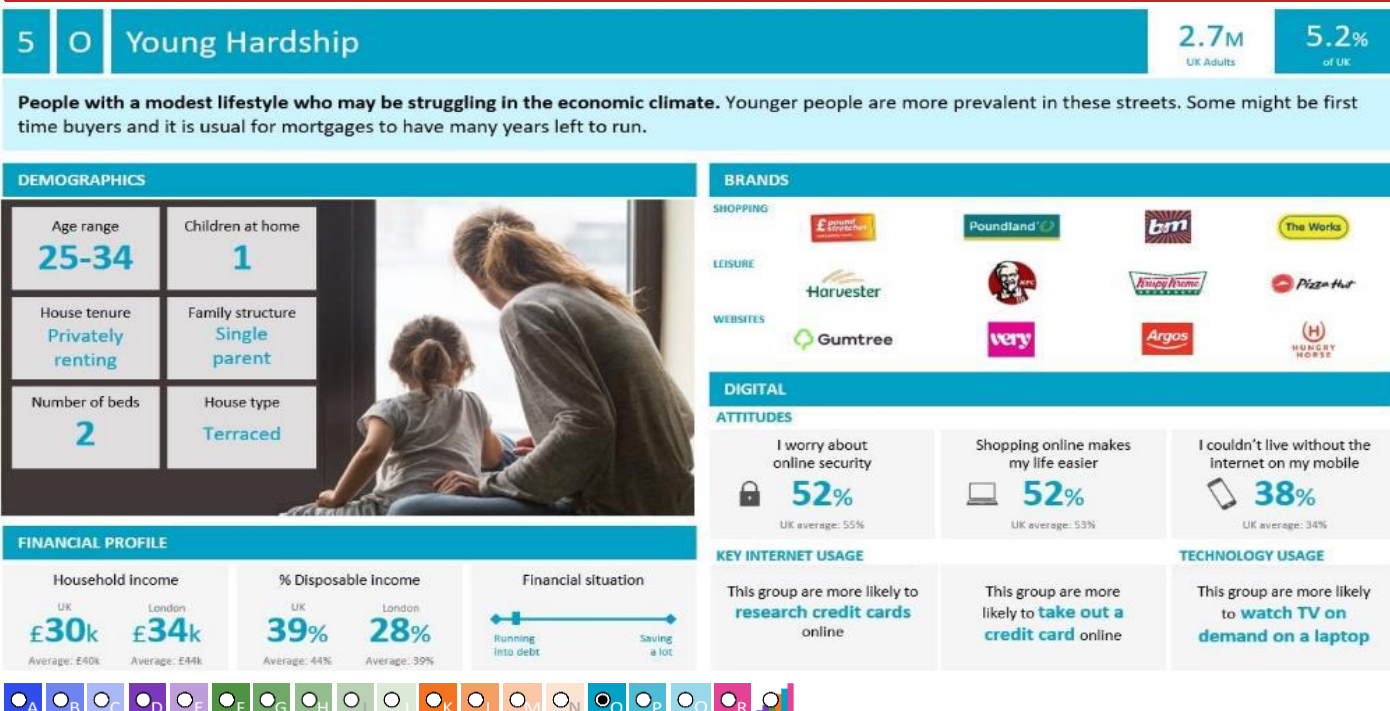 5 O Young Hardship
2.7M
UK Adults
5.2%
of UK
People with a modest lifestyle who may be struggling in the economic climate. Younger people are more prevalent in these streets. Some might be first
time buyers and it is usual for mortgages to have many years left to run.
DEMOGRAPHICS
Age range
25-34
Children at home
1
House tenure
Privately
renting
Family structure
Single
parent
Number of beds
2
House type
Terraced
FINANCIAL PROFILE
Household income
UK
£30k
Average: £40k
London
£34k
Average: £44k
% Disposable income
UK
39%
Average: 44%
London
28%
Average: 39%
Financial situation
Running
into debt
Saving
a lot
BRANDS
SHOPPING
£ pound
stretcher
Poundland
bm
The Works
LEISURE
Harvester
KFC
Krispy Kreme
Pizza Hut
WEBSITES
Gumtree
very
Argos
H
HUNGRY
HORSE
DIGITAL
ATTITUDES
I worry about
online security
52%
UK average: 55%
Shopping online makes
my life easier
52%
UK average: 53%
I couldn't live without the
internet on my mobile
38%
UK average: 34%
KEY INTERNET USAGE
This group are more likely to
research credit cards
online
This group are more
likely to take out a
credit card online
TECHNOLOGY USAGE
This group are more likely
to watch TV on
demand on a laptop
A B C D E F G H I J K L M N O P Q R